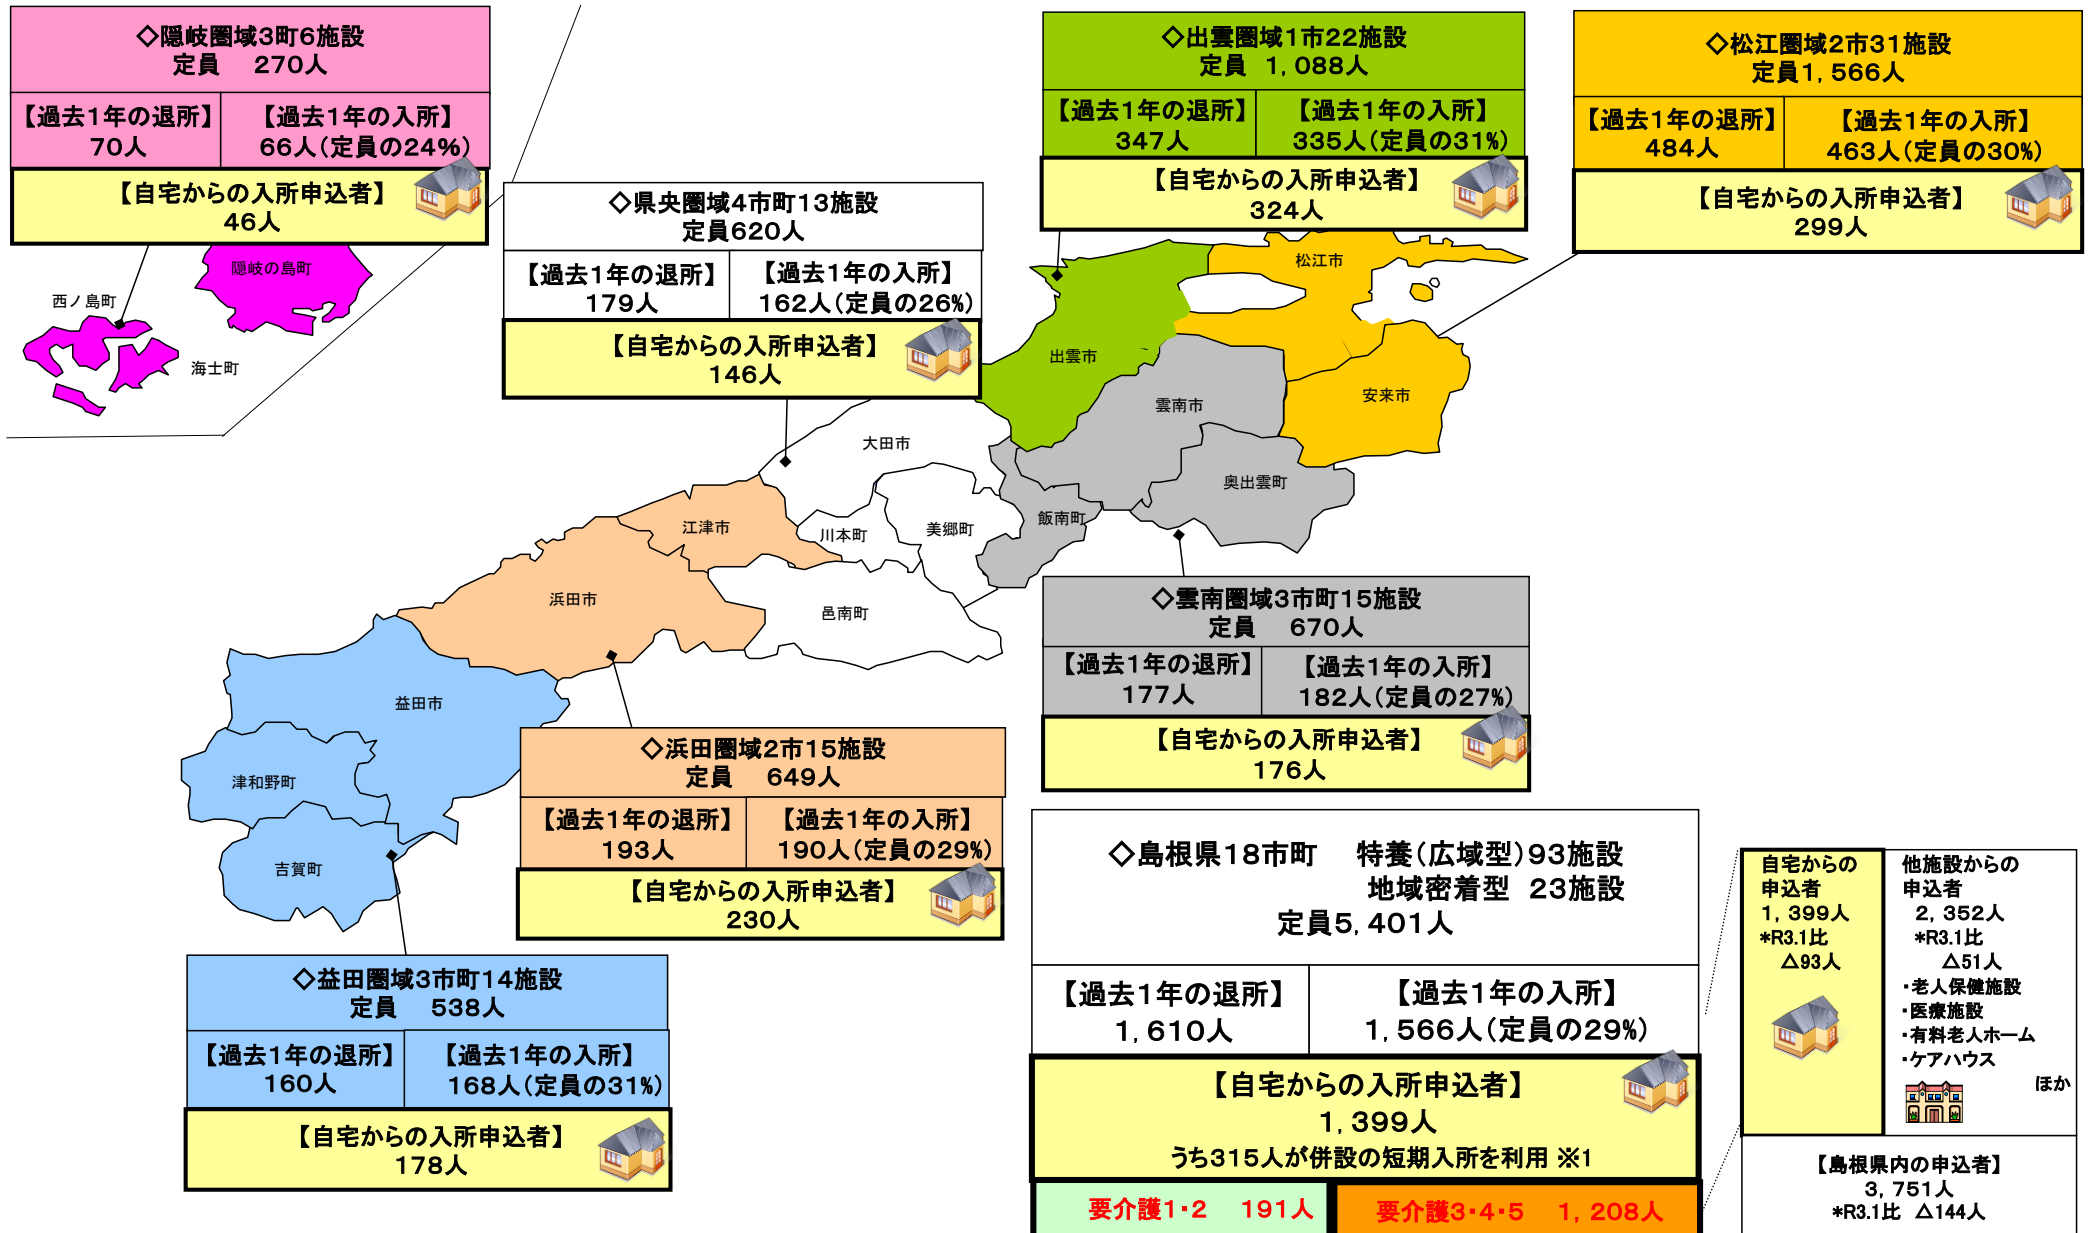 ◇隠岐圏域3町6施設
定員　270人
【過去1年の退所】
70人
【過去1年の入所】
66人(定員の24%)
【自宅からの入所申込者】
46人
◇県央圏域4市町13施設
定員620人
【過去1年の退所】
179人
【過去1年の入所】
162人(定員の26%)
【自宅からの入所申込者】
146人
◇出雲圏域1市22施設
定員　1,088人
【過去1年の退所】
347人
【過去1年の入所】
335人(定員の31%)
【自宅からの入所申込者】
324人
◇松江圏域2市31施設
定員1,566人
【過去1年の退所】
484人
【過去1年の入所】
463人(定員の30%)
【自宅からの入所申込者】
299人
隠岐の島町
西ノ島町
海士町
松江市
出雲市
安来市
雲南市
奥出雲町
飯南町
大田市
川本町
美郷町
邑南町
江津市
浜田市
益田市
津和野町
吉賀町
◇雲南圏域3市町15施設
定員　670人
【過去1年の退所】
177人
【過去1年の入所】
182人(定員の27%)
【自宅からの入所申込者】
176人
◇浜田圏域2市15施設
定員　649人
【過去1年の退所】
193人
【過去1年の入所】
190人(定員の29%)
【自宅からの入所申込者】
230人
◇益田圏域3市町14施設
定員　538人
【過去1年の退所】
160人
【過去1年の入所】
168人(定員の31%)
【自宅からの入所申込者】
178人
◇島根県18市町　特養(広域型)93施設
地域密着型　23施設
定員5,401人
【過去1年の退所】
1,610人
【過去1年の入所】
1,566人(定員の29%)
【自宅からの入所申込者】
1,399人
うち315人が併設の短期入所を利用 ※1
要介護1・2　191人
要介護3・4・5　1,208人
自宅からの
申込者
1,399人
*R3.1比
△93人
他施設からの
申込者
2,352人
*R3.1比
△51人
・老人保健施設
・医療施設
・有料老人ホーム
・ケアハウス
ほか
【島根県内の申込者】
3,751人
*R3.1比　△144人